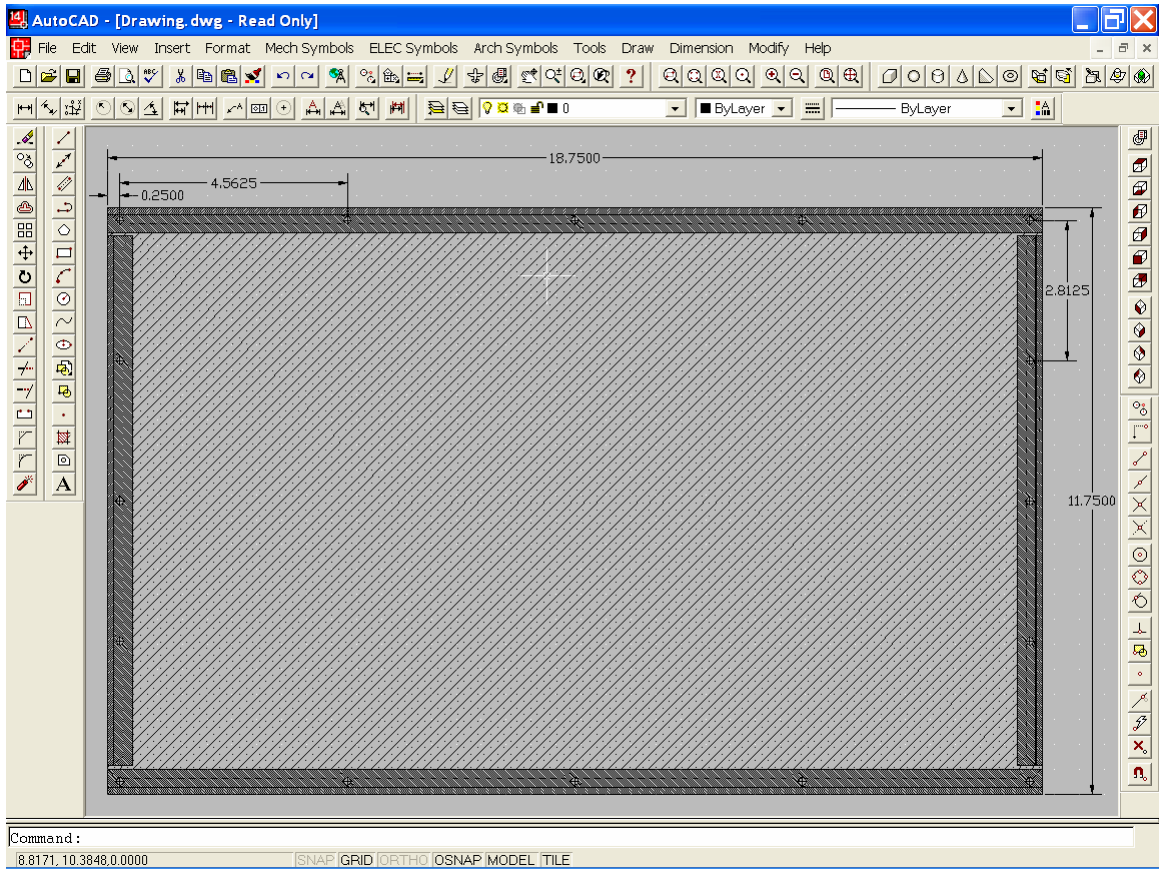 AutoCAD - [Drawing.dwg - Read Only]
File Edit View Insert Format Mech Symbols ELEC Symbols Arch Symbols Tools Draw Dimension Modify Help
0 ByLayer ByLayer
18.7500
4.5625
0.2500
2.8125
11.7500
Command:
8.8171, 10.3848,0.0000 SNAP GRID ORTHO OSNAP MODEL TILE